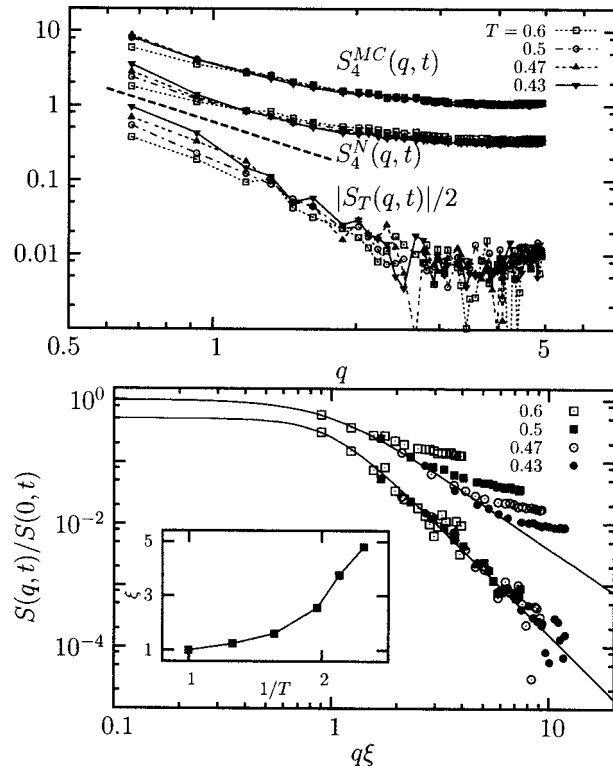 10
1
0.1
0.01
0.5
1
2
5
q
T = 0.6
0.5
0.47
0.43
S_4^{MC}(q,t)
S_4^N(q,t)
|S_T(q,t)|/2
10^0
10^{-2}
10^{-4}
S(q,t)/S(0,t)
0.6
0.5
0.47
0.43
5
3
1
ξ
1
2
1/T
0.1
1
10
qξ